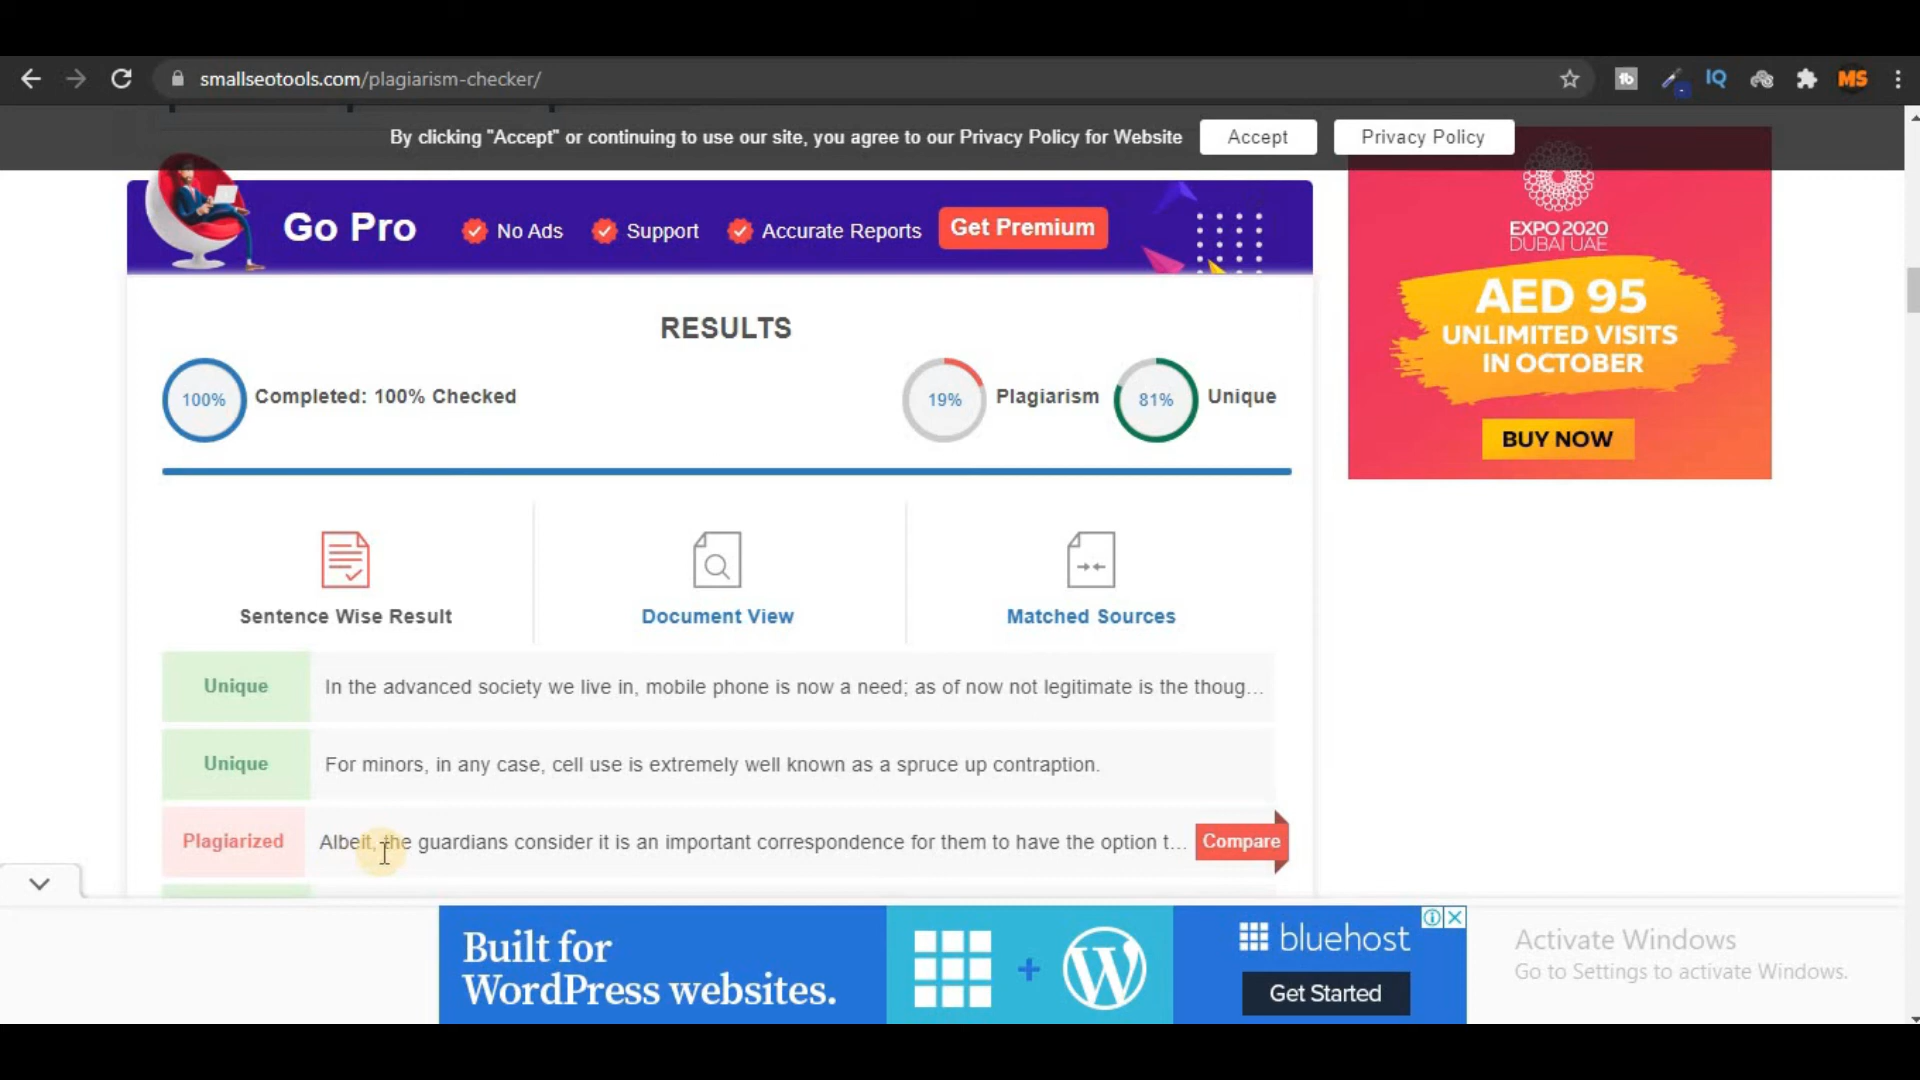 smallseotools.com/plagiarism-checker/
tb
IQ
MS
By clicking "Accept" or continuing to use our site, you agree to our Privacy Policy for Website
Accept
Privacy Policy
Go Pro
No Ads
Support
Accurate Reports
Get Premium
EXPO 2020
DUBAI UAE
AED 95
UNLIMITED VISITS
IN OCTOBER
BUY NOW
RESULTS
100%
Completed: 100% Checked
19%
Plagiarism
81%
Unique
Sentence Wise Result
Document View
Matched Sources
Unique
In the advanced society we live in, mobile phone is now a need; as of now not legitimate is the thoug...
Unique
For minors, in any case, cell use is extremely well known as a spruce up contraption.
Plagiarized
Albeit, the guardians consider it is an important correspondence for them to have the option t...
Compare
Built for
WordPress websites.
bluehost
Get Started
Activate Windows
Go to Settings to activate Windows.